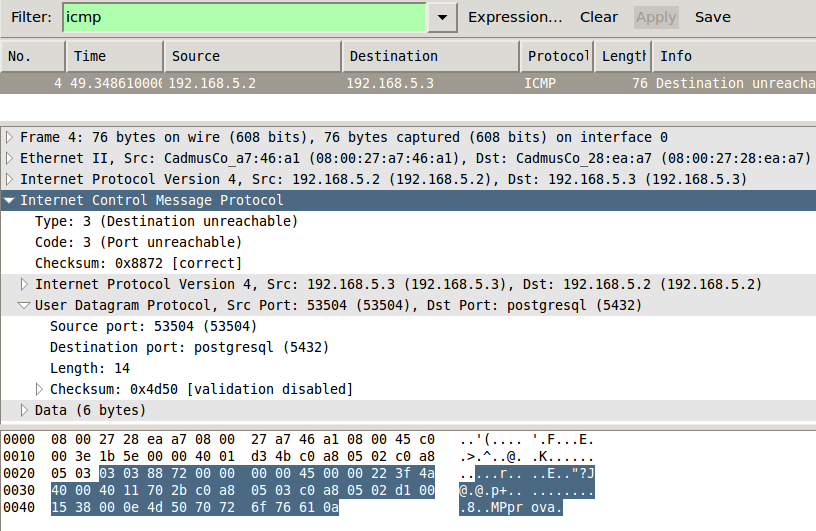 Filter: icmp Expression... Clear Apply Save
No. Time Source Destination Protocol Length Info
4 49.348610000 192.168.5.2 192.168.5.3 ICMP 76 Destination unreacha
Frame 4: 76 bytes on wire (608 bits), 76 bytes captured (608 bits) on interface 0
Ethernet II, Src: CadmusCo_a7:46:a1 (08:00:27:a7:46:a1), Dst: CadmusCo_28:ea:a7 (08:00:27:28:ea:a7)
Internet Protocol Version 4, Src: 192.168.5.2 (192.168.5.2), Dst: 192.168.5.3 (192.168.5.3)
Internet Control Message Protocol
Type: 3 (Destination unreachable)
Code: 3 (Port unreachable)
Checksum: 0x8872 [correct]
Internet Protocol Version 4, Src: 192.168.5.3 (192.168.5.3), Dst: 192.168.5.2 (192.168.5.2)
User Datagram Protocol, Src Port: 53504 (53504), Dst Port: postgresql (5432)
Source port: 53504 (53504)
Destination port: postgresql (5432)
Length: 14
Checksum: 0x4d50 [validation disabled]
Data (6 bytes)
0000 08 00 27 28 ea a7 08 00 27 a7 46 a1 08 00 45 c0 ..'(.... '.F...E.
0010 00 3e 1b 5e 00 00 40 01 d3 4b c0 a8 05 02 c0 a8 .>.^..@. .K......
0020 05 03 03 03 88 72 00 00 00 00 45 00 00 22 3f 4a .....r.. ..E.."?J
0030 40 00 40 11 70 2b c0 a8 05 03 c0 a8 05 02 d1 00 @.@.p+.. ........
0040 15 38 00 0e 4d 50 70 72 6f 76 61 0a .8..MPpr ova.